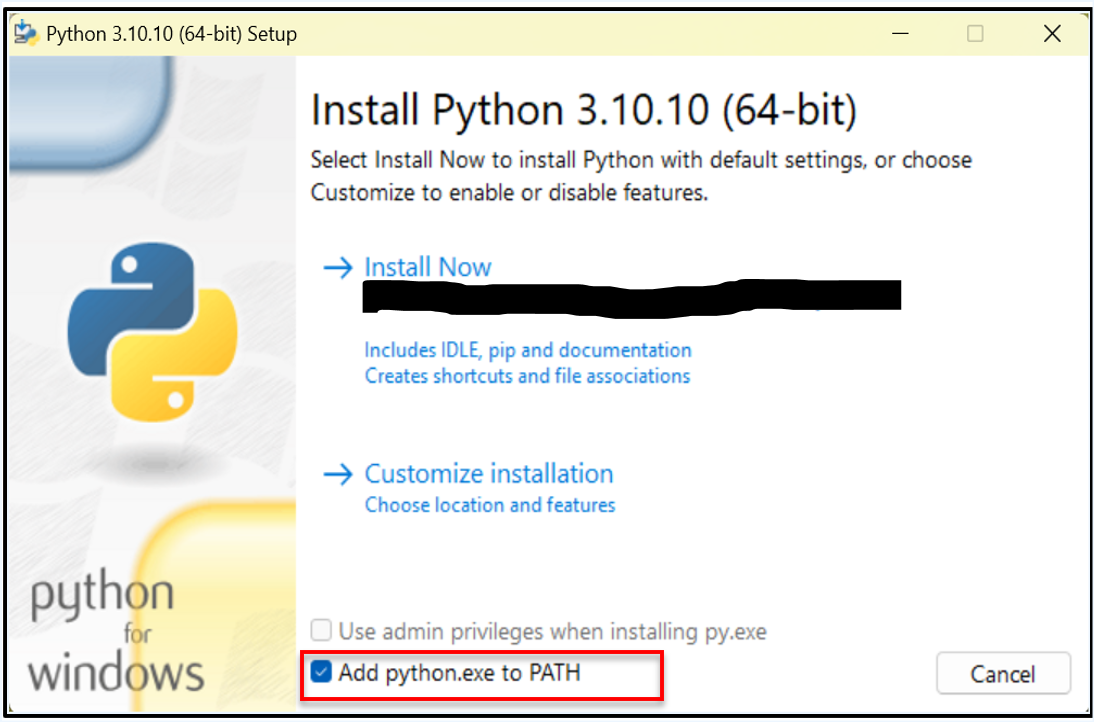 Python 3.10.10 (64-bit) Setup
Install Python 3.10.10 (64-bit)
Select Install Now to install Python with default settings, or choose
Customize to enable or disable features.
Install Now
Includes IDLE, pip and documentation
Creates shortcuts and file associations
Customize installation
Choose location and features
python
for
windows
Use admin privileges when installing py.exe
Add python.exe to PATH
Cancel